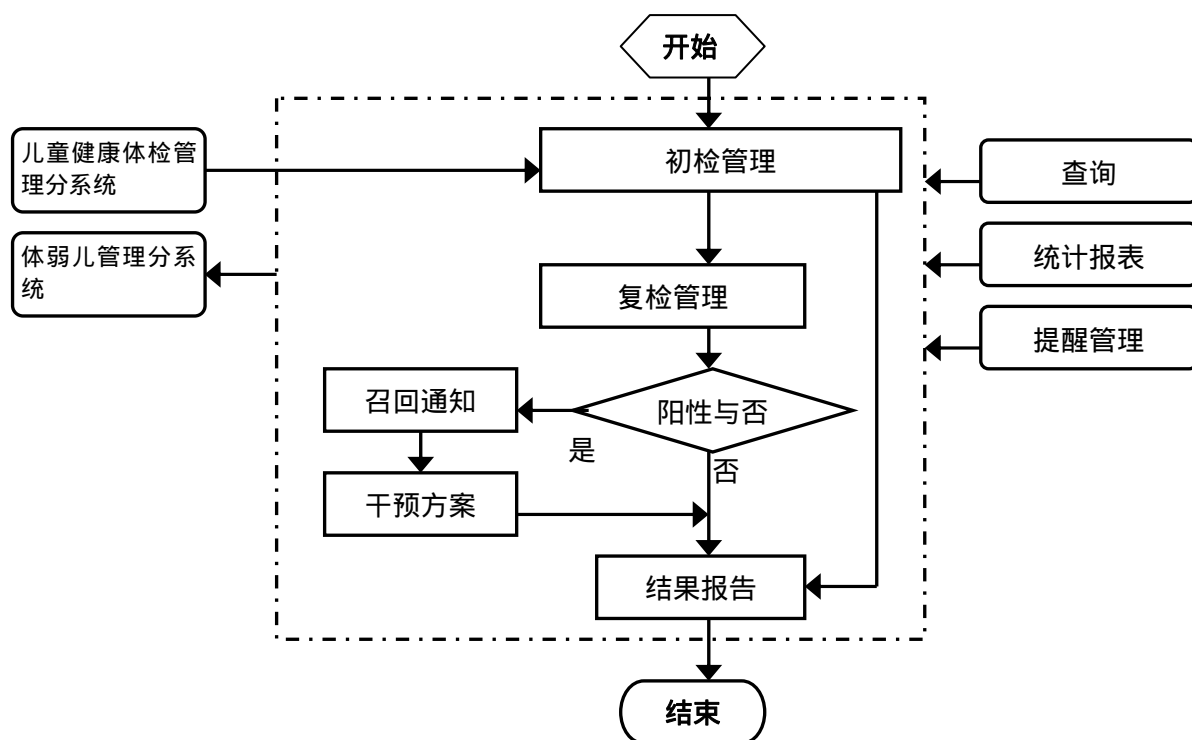 开始
儿童健康体检管
理分系统
初检管理
查询
体弱儿管理分系
统
统计报表
复检管理
提醒管理
召回通知
阳性与否
是
否
干预方案
结果报告
结束